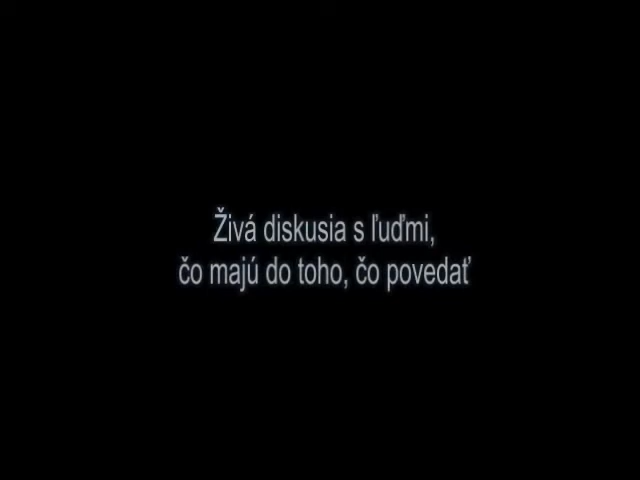 Živá diskusia s ľuďmi,
čo majú do toho, čo povedať